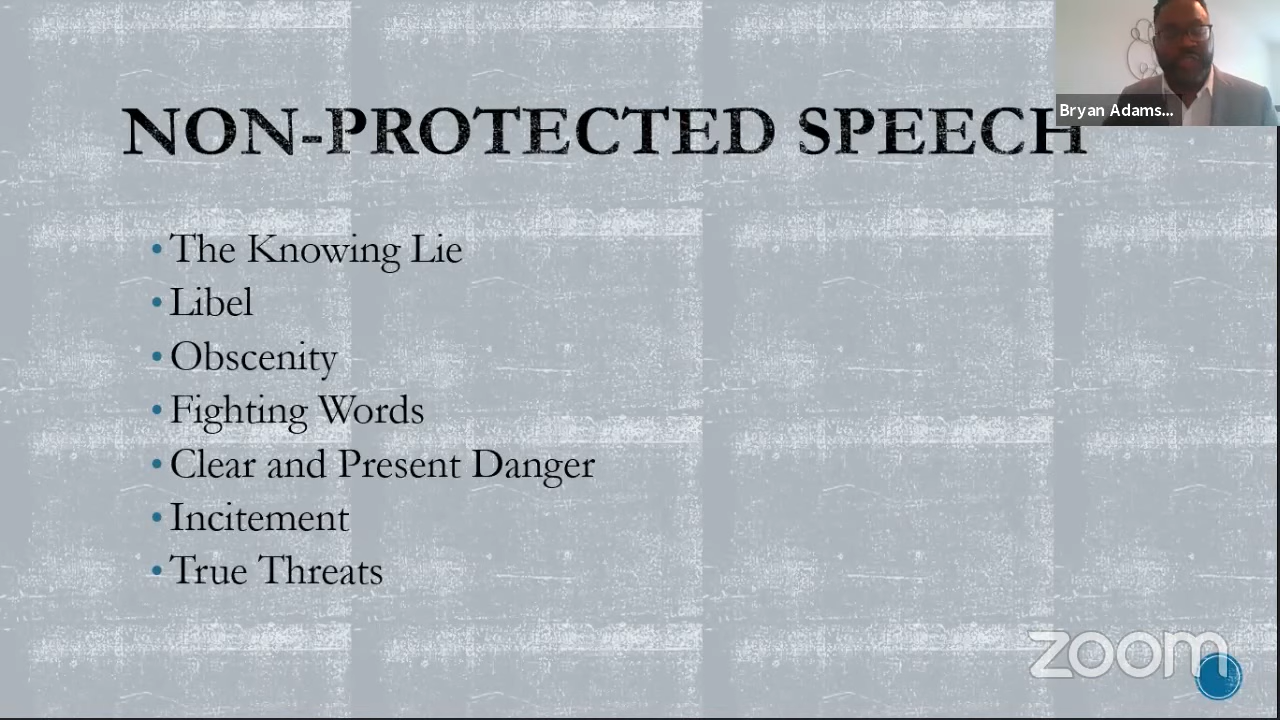 NON-PROTECTED SPEECH
Bryan Adams...
• The Knowing Lie
• Libel
• Obscenity
• Fighting Words
• Clear and Present Danger
• Incitement
• True Threats
zoom